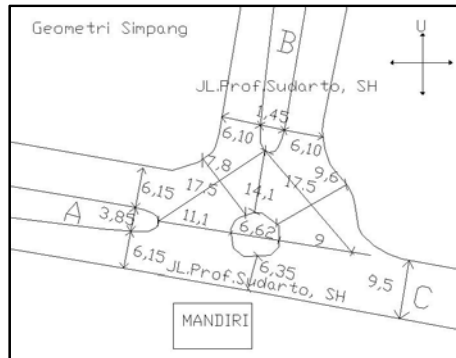 Geometri Simpang
U
B
JL.Prof.Sudarto, SH
1,45
6,10
6,10
7,8
9,6
6,15
17,5
17,5
14,1
A
3,85
11,1
6,62
9
6,15
6,35
JL.Prof.Sudarto, SH
9,5
C
MANDIRI